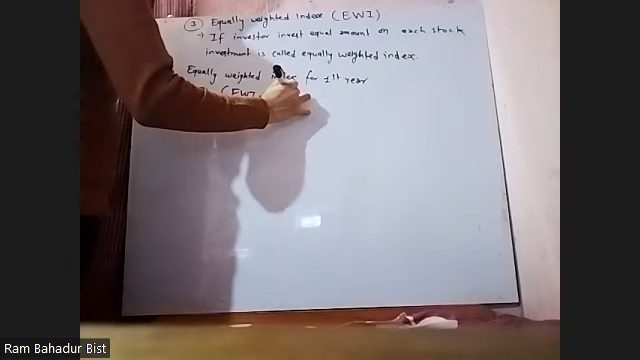 ③ Equally weighted Index (EWI)
→ If investor invest equal amount on each stock
investment is called equally weighted index.
Equally weighted index for 1st year
(EWI
Ram Bahadur Bist